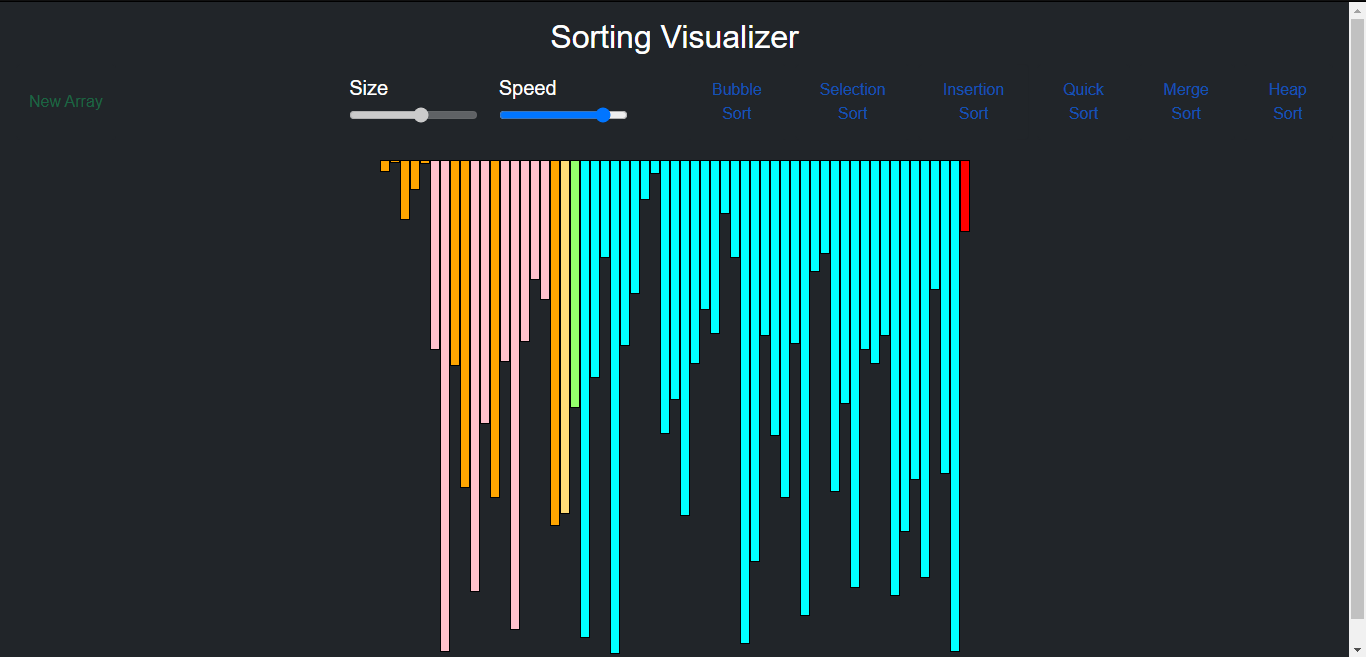 Sorting Visualizer
New Array
Size
Speed
Bubble
Sort
Selection
Sort
Insertion
Sort
Quick
Sort
Merge
Sort
Heap
Sort